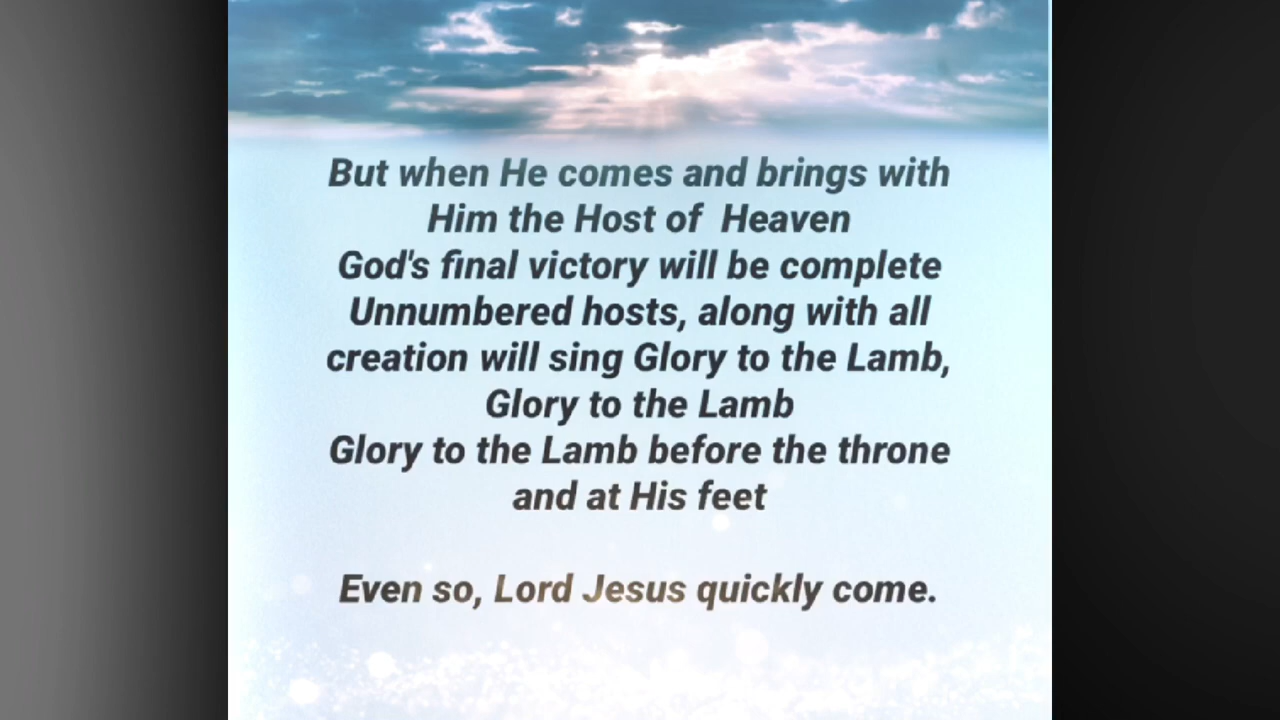 But when He comes and brings with
Him the Host of  Heaven
God's final victory will be complete
Unnumbered hosts, along with all
creation will sing Glory to the Lamb,
Glory to the Lamb
Glory to the Lamb before the throne
and at His feet
Even so, Lord Jesus quickly come.